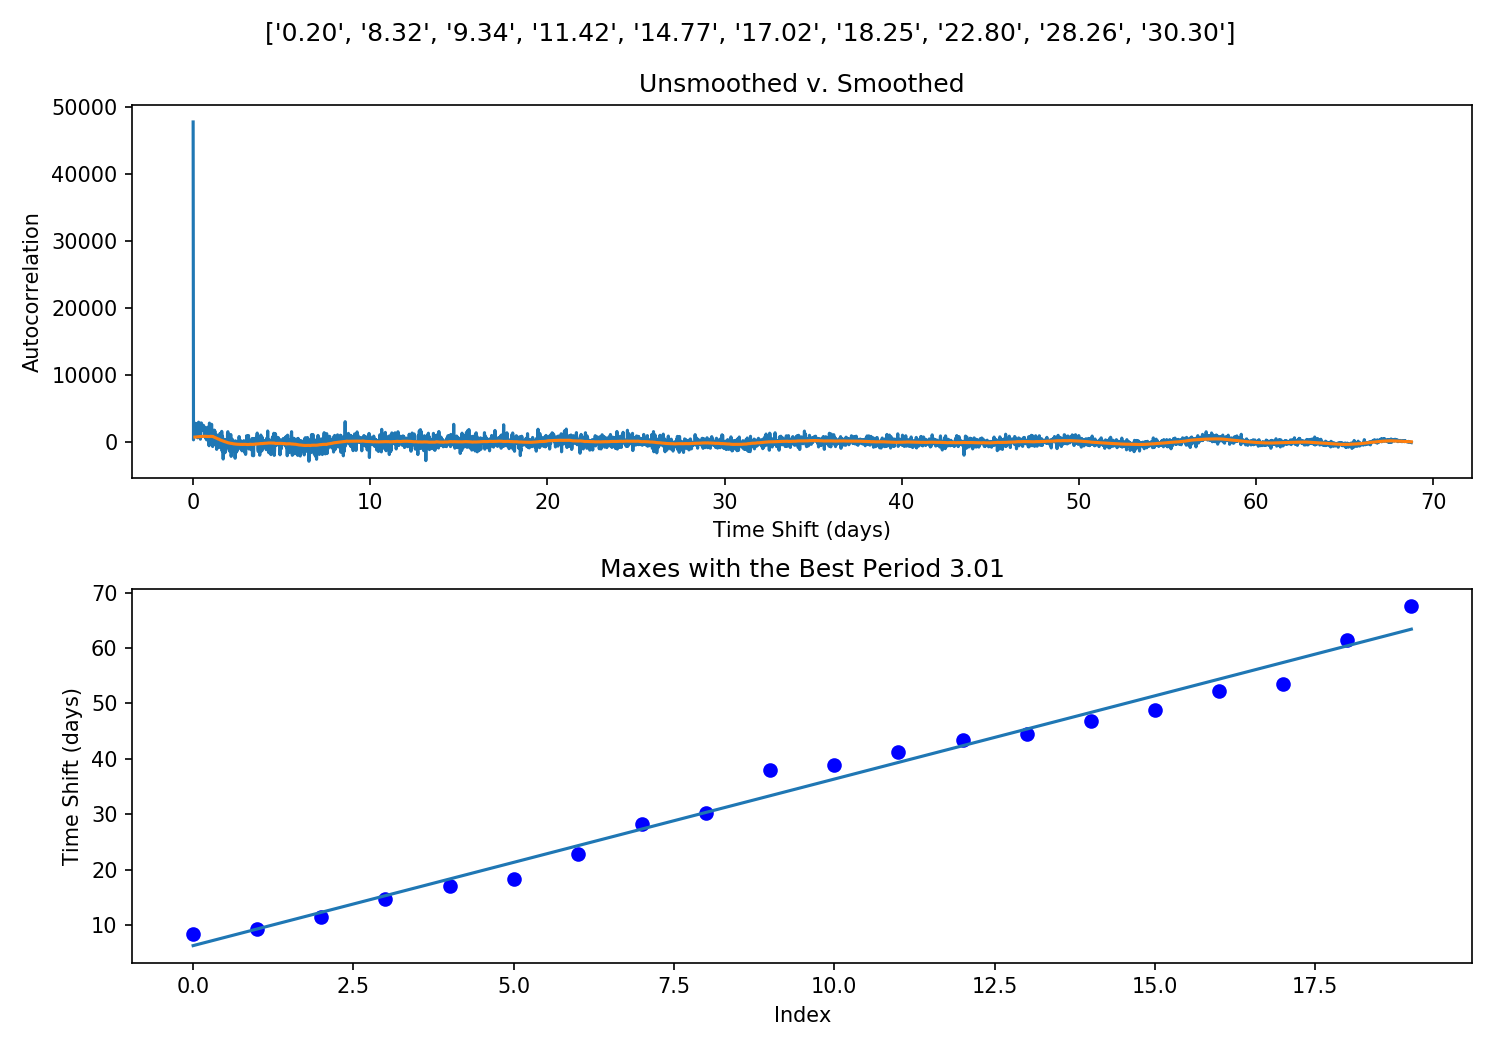 ['0.20', '8.32', '9.34', '11.42', '14.77', '17.02', '18.25', '22.80', '28.26', '30.30']
Unsmoothed v. Smoothed
50000
40000
30000
20000
10000
0
Autocorrelation
0 10 20 30 40 50 60 70
Time Shift (days)
Maxes with the Best Period 3.01
70
60
50
40
30
20
10
Time Shift (days)
0.0 2.5 5.0 7.5 10.0 12.5 15.0 17.5
Index